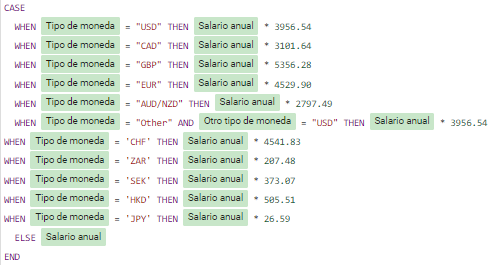 CASE
WHEN Tipo de moneda = "USD" THEN Salario anual * 3956.54
WHEN Tipo de moneda = "CAD" THEN Salario anual * 3101.64
WHEN Tipo de moneda = "GBP" THEN Salario anual * 5356.28
WHEN Tipo de moneda = "EUR" THEN Salario anual * 4529.90
WHEN Tipo de moneda = "AUD/NZD" THEN Salario anual * 2797.49
WHEN Tipo de moneda = "Other" AND Otro tipo de moneda = "USD" THEN Salario anual * 3956.54
WHEN Tipo de moneda = 'CHF' THEN Salario anual * 4541.83
WHEN Tipo de moneda = 'ZAR' THEN Salario anual * 207.48
WHEN Tipo de moneda = 'SEK' THEN Salario anual * 373.07
WHEN Tipo de moneda = 'HKD' THEN Salario anual * 505.51
WHEN Tipo de moneda = 'JPY' THEN Salario anual * 26.59
ELSE Salario anual
END